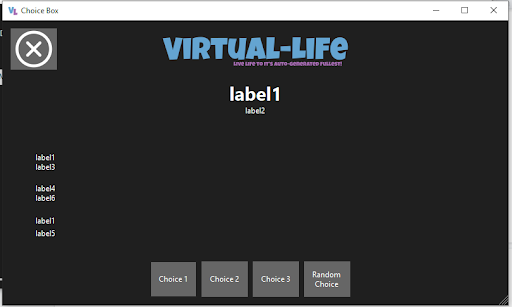 VL Choice Box
VIRTUAL-LIFE
LIVE LIFE TO IT'S AUTO-GENERATED FULLEST!
label1
label2
label1
label3
label4
label6
label1
label5
Choice 1
Choice 2
Choice 3
Random
Choice